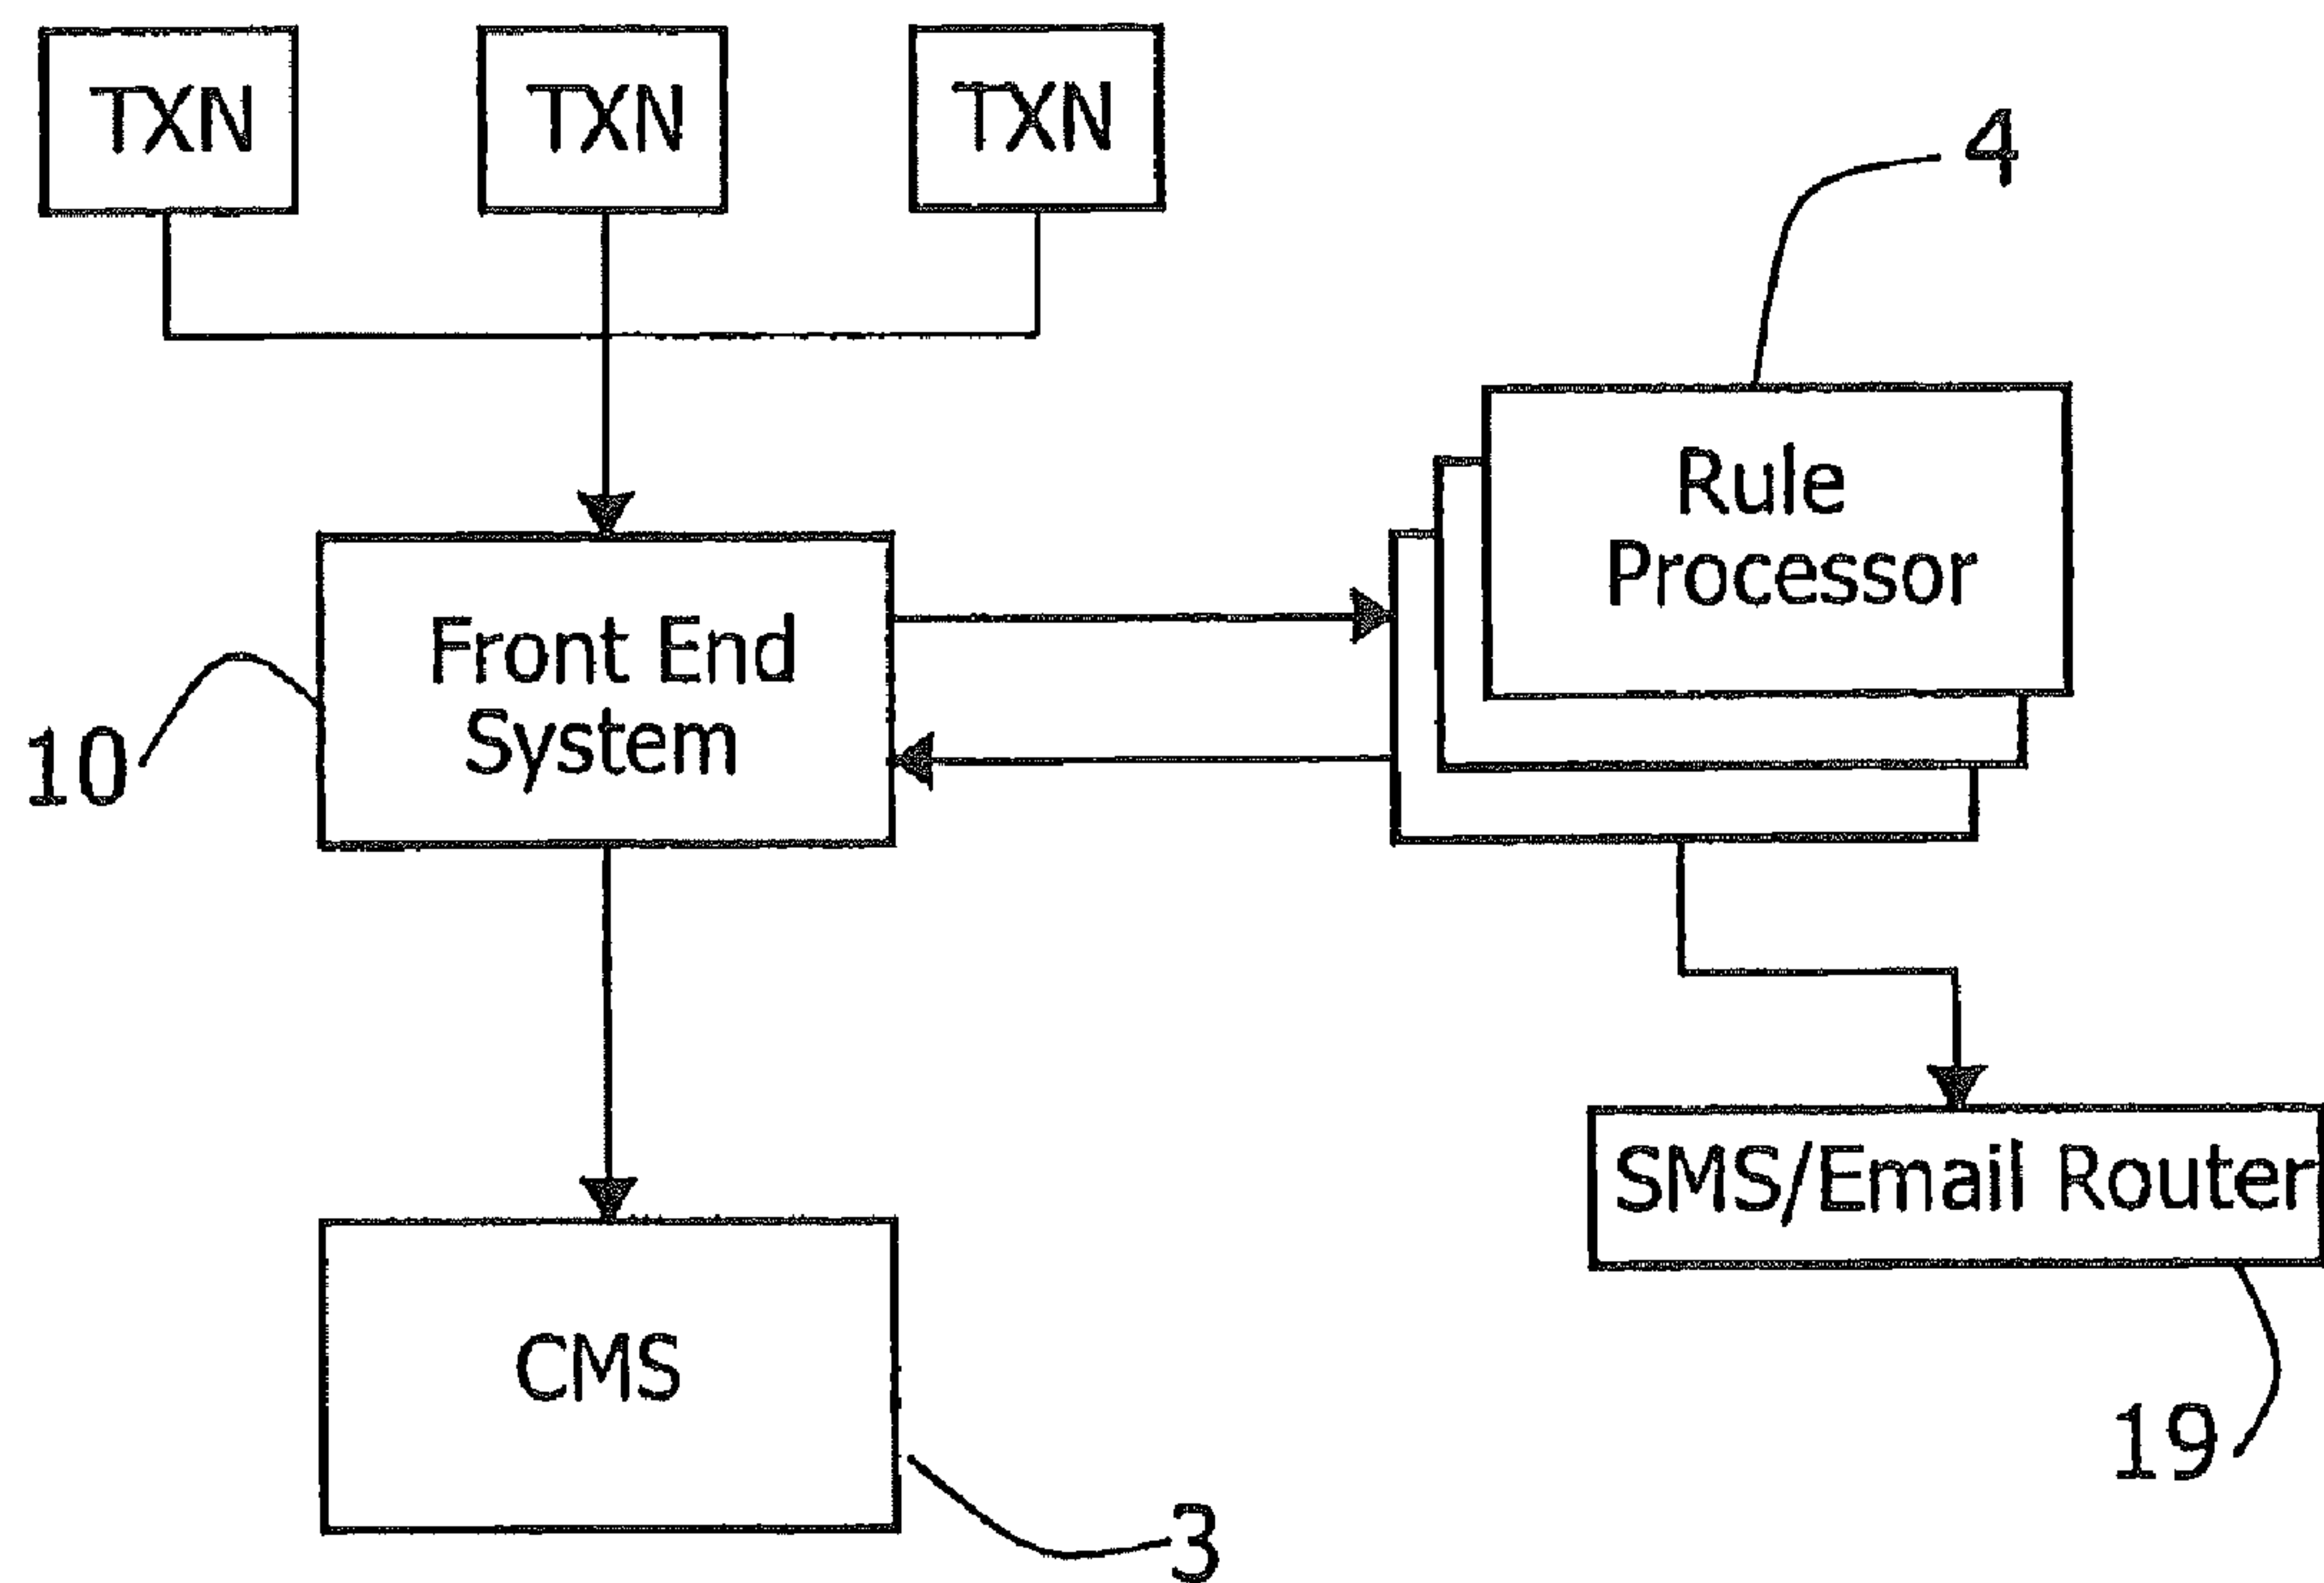 TXN
TXN
TXN
4
Rule
Processor
Front End
System
10
SMS/Email Router
CMS
19
3